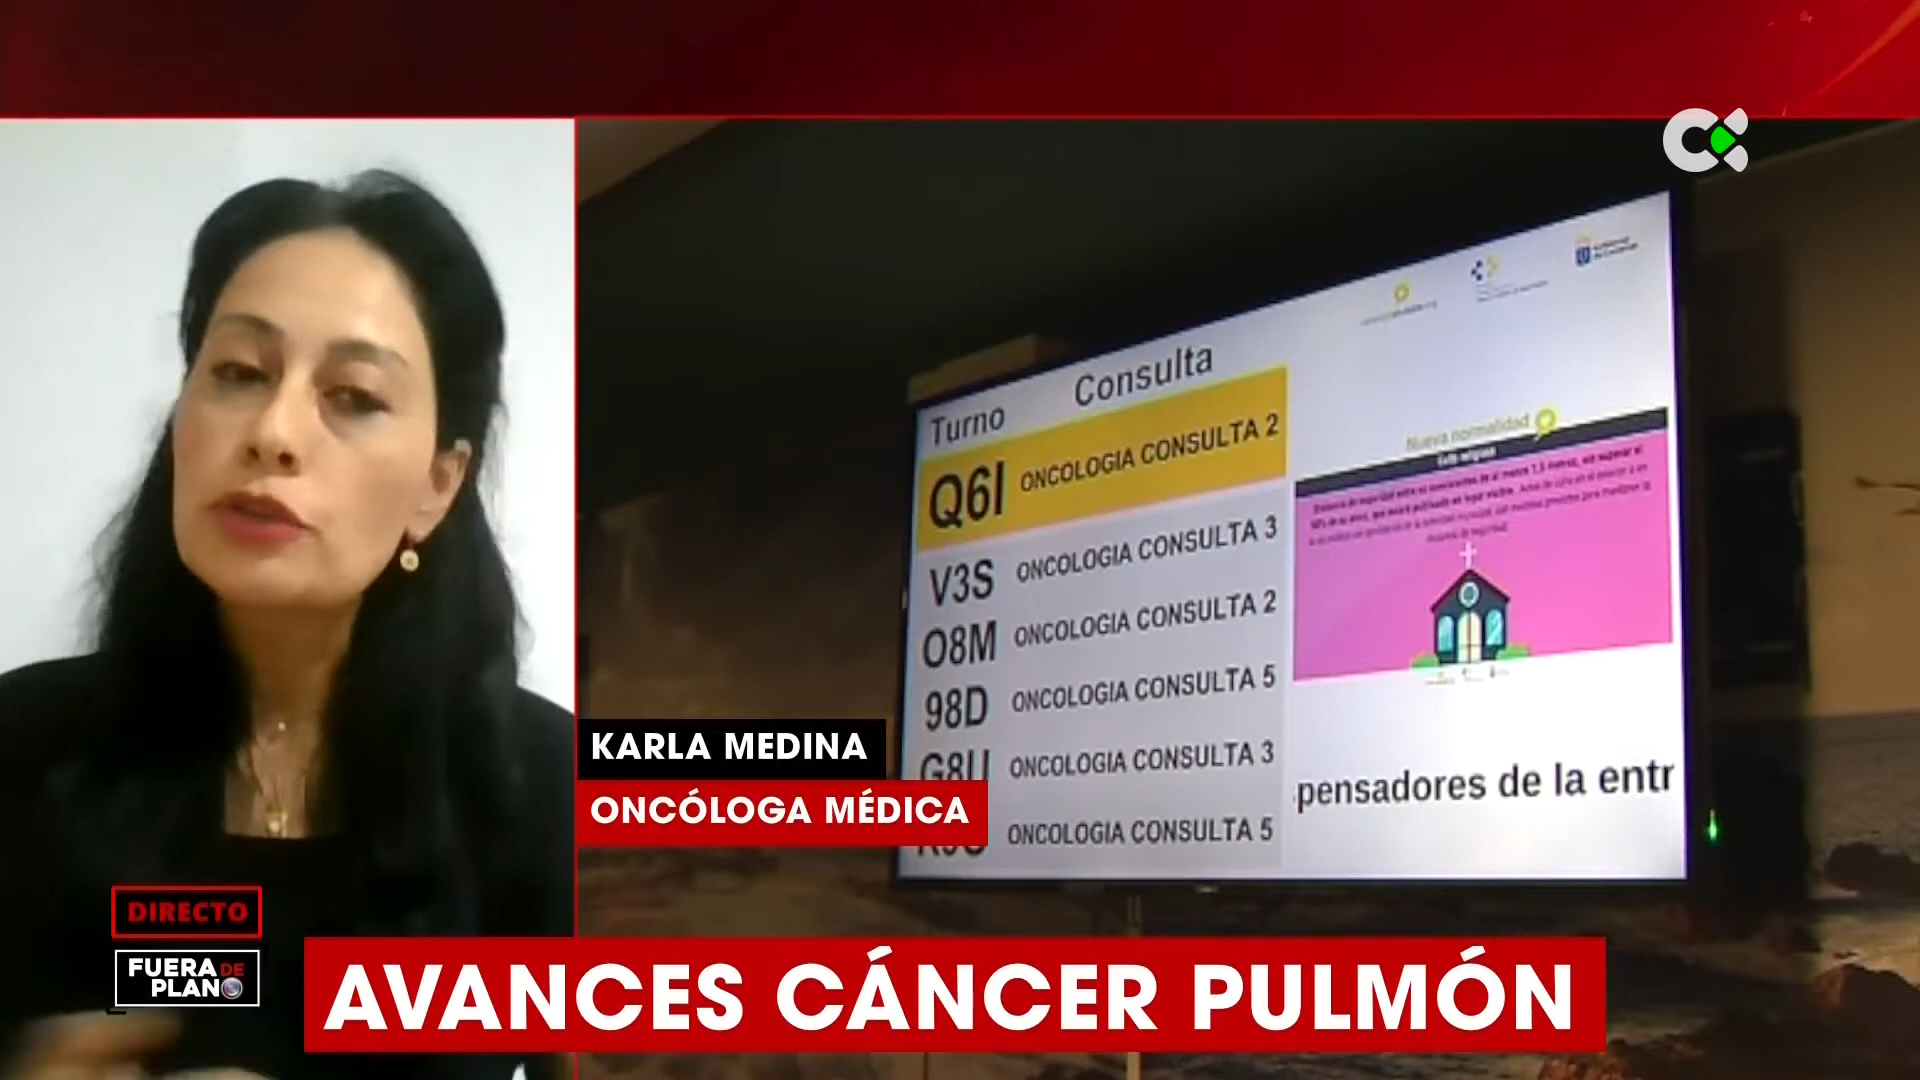 Turno Consulta
Q6I ONCOLOGIA CONSULTA 2
V3S ONCOLOGIA CONSULTA 3
O8M ONCOLOGIA CONSULTA 2
98D ONCOLOGIA CONSULTA 5
G8U ONCOLOGIA CONSULTA 3
ONCOLOGIA CONSULTA 5
Nueva normalidad
pensadores de la entr
KARLA MEDINA
ONCÓLOGA MÉDICA
DIRECTO
FUERA DE
PLANO
AVANCES CÁNCER PULMÓN